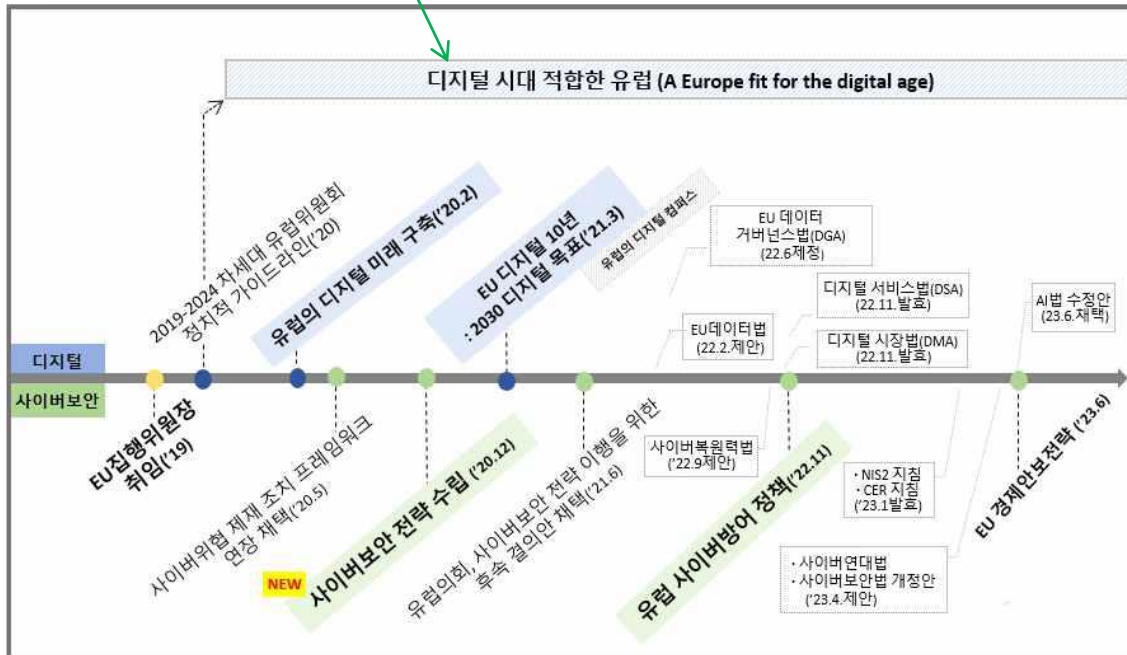 디지털 시대 적합한 유럽 (A Europe fit for the digital age)
2019-2024 차세대 유럽위원회
정치적 가이드라인('20)
유럽의 디지털 미래 구축('20.2)
EU 디지털 10년
: 2030 디지털 목표('21.3)
유럽의 디지털 컴퍼스
EU 데이터
거버넌스법(DGA)
(22.6제정)
EU데이터법
(22.2.제안)
디지털 서비스법(DSA)
(22.11.발효)
디지털 시장법(DMA)
(22.11.발효)
AI법 수정안
(23.6.채택)
디지털
사이버보안
EU집행위원장
취임('19)
사이버위협 제재 조치 프레임워크
연장 채택('20.5)
NEW
사이버보안 전략 수립 ('20.12)
유럽의회, 사이버보안 전략 이행을 위한
후속 결의안 채택('21.6)
사이버복원력법
('22.9제안)
유럽 사이버방어 정책('22.11)
· NIS2 지침
· CER 지침
('23.1발효)
· 사이버연대법
· 사이버보안법 개정안
('23.4.제안)
EU 경제안보전략 ('23.6)